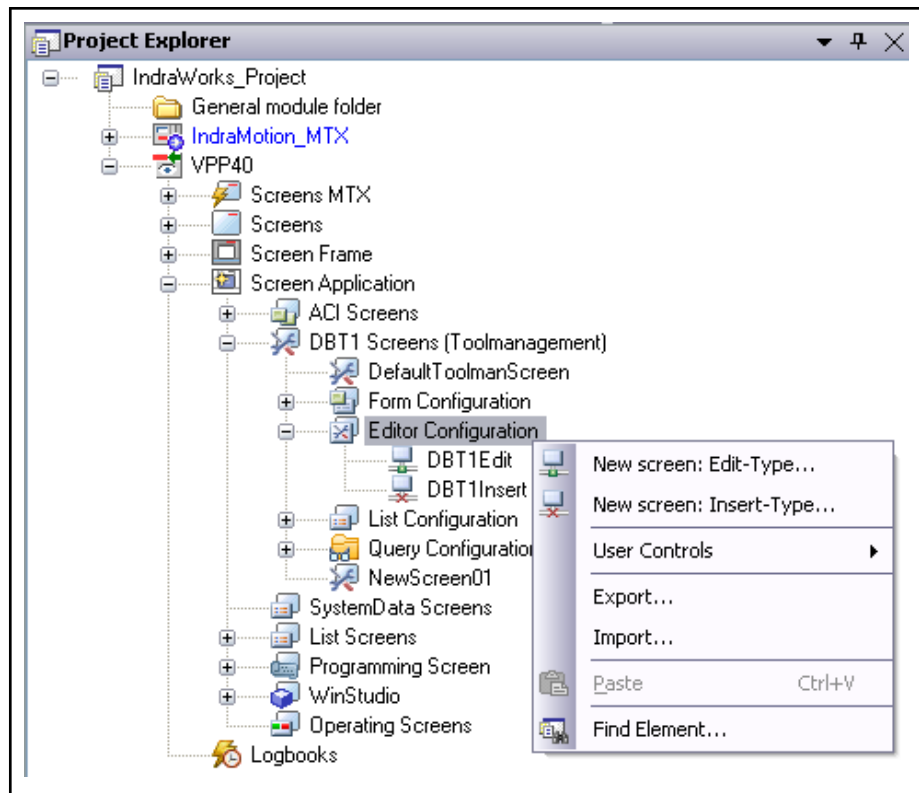 Project Explorer
IndraWorks_Project
General module folder
IndraMotion_MTX
VPP40
Screens MTX
Screens
Screen Frame
Screen Application
ACI Screens
DBT1 Screens (Toolmanagement)
DefaultToolmanScreen
Form Configuration
Editor Configuration
DBT1Edit
DBT1Insert
List Configuration
Query Configuration
NewScreen01
SystemData Screens
List Screens
Programming Screen
WinStudio
Operating Screens
Logbooks
New screen: Edit-Type...
New screen: Insert-Type...
User Controls
Export...
Import...
Paste Ctrl+V
Find Element...